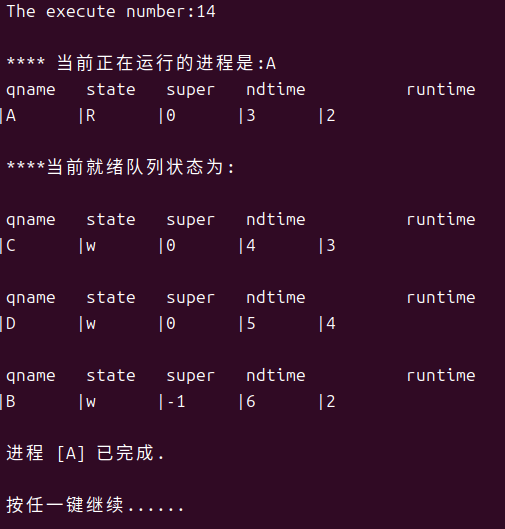 The execute number:14
**** 当前正在运行的进程是:A
qname state super ndtime runtime
|A |R |0 |3 |2
****当前就绪队列状态为:
qname state super ndtime runtime
|C |w |0 |4 |3
qname state super ndtime runtime
|D |w |0 |5 |4
qname state super ndtime runtime
|B |w |-1 |6 |2
进程 [A] 已完成.
按任一键继续......